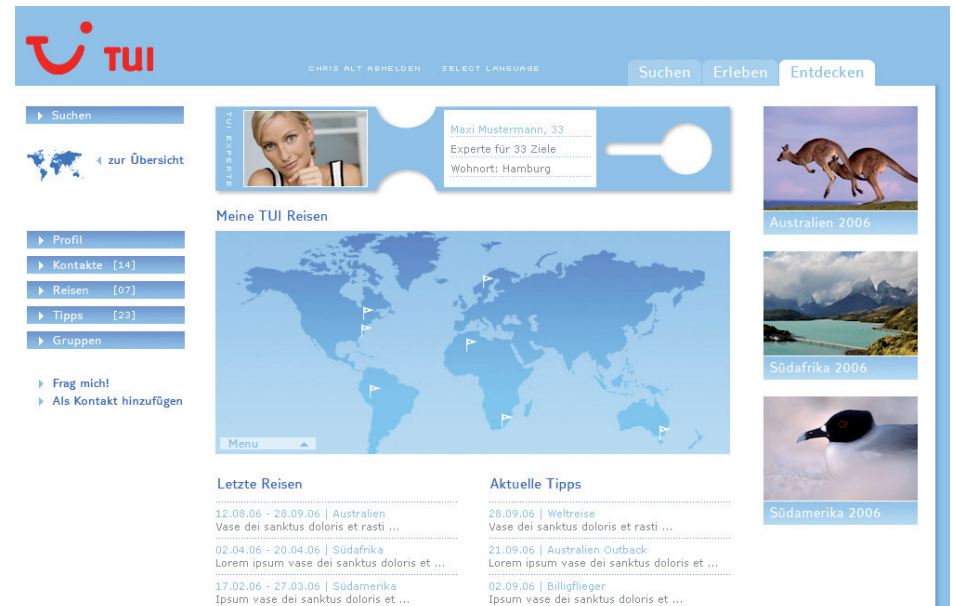 TUI
CHRIS ALT ABMELDEN SELECT LANGUAGE
Suchen Erleben Entdecken
Suchen
zur Übersicht
Profil
Kontakte [14]
Reisen [07]
Tipps [23]
Gruppen
Frag mich!
Als Kontakt hinzufügen
TUI EXPERTE
Maxi Mustermann, 33
Experte für 33 Ziele
Wohnort: Hamburg
Meine TUI Reisen
Menu
Letzte Reisen
12.08.06 - 28.09.06 | Australien
Vase dei sanktus doloris et rasti ...
02.04.06 - 20.04.06 | Südafrika
Lorem ipsum vase dei sanktus doloris et ...
17.02.06 - 27.03.06 | Südamerika
Ipsum vase dei sanktus doloris et ...
Aktuelle Tipps
28.09.06 | Weltreise
Vase dei sanktus doloris et rasti ...
21.09.06 | Australien Outback
Lorem ipsum vase dei sanktus doloris et ...
02.09.06 | Billigflieger
Ipsum vase dei sanktus doloris et ...
Australien 2006
Südafrika 2006
Südamerika 2006